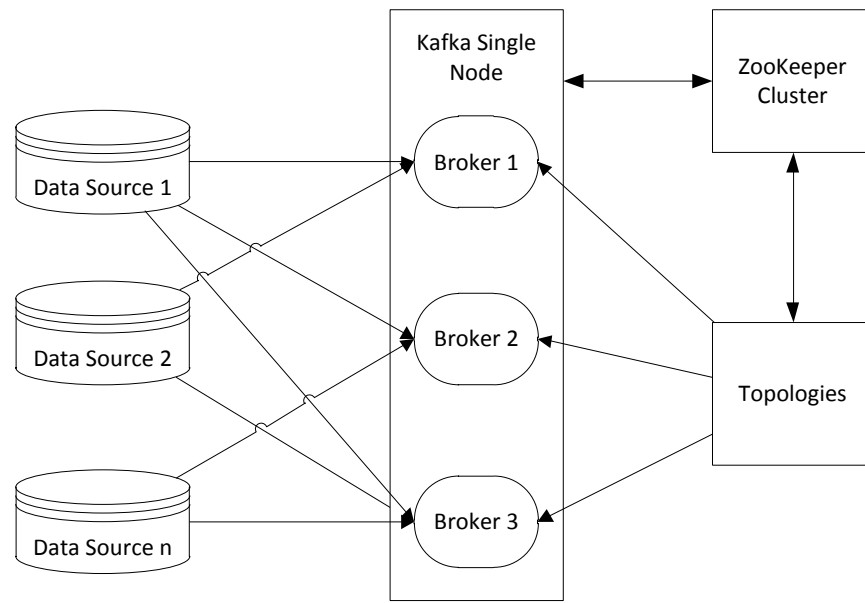 Kafka Single
Node
ZooKeeper
Cluster
Data Source 1
Broker 1
Data Source 2
Broker 2
Topologies
Data Source n
Broker 3